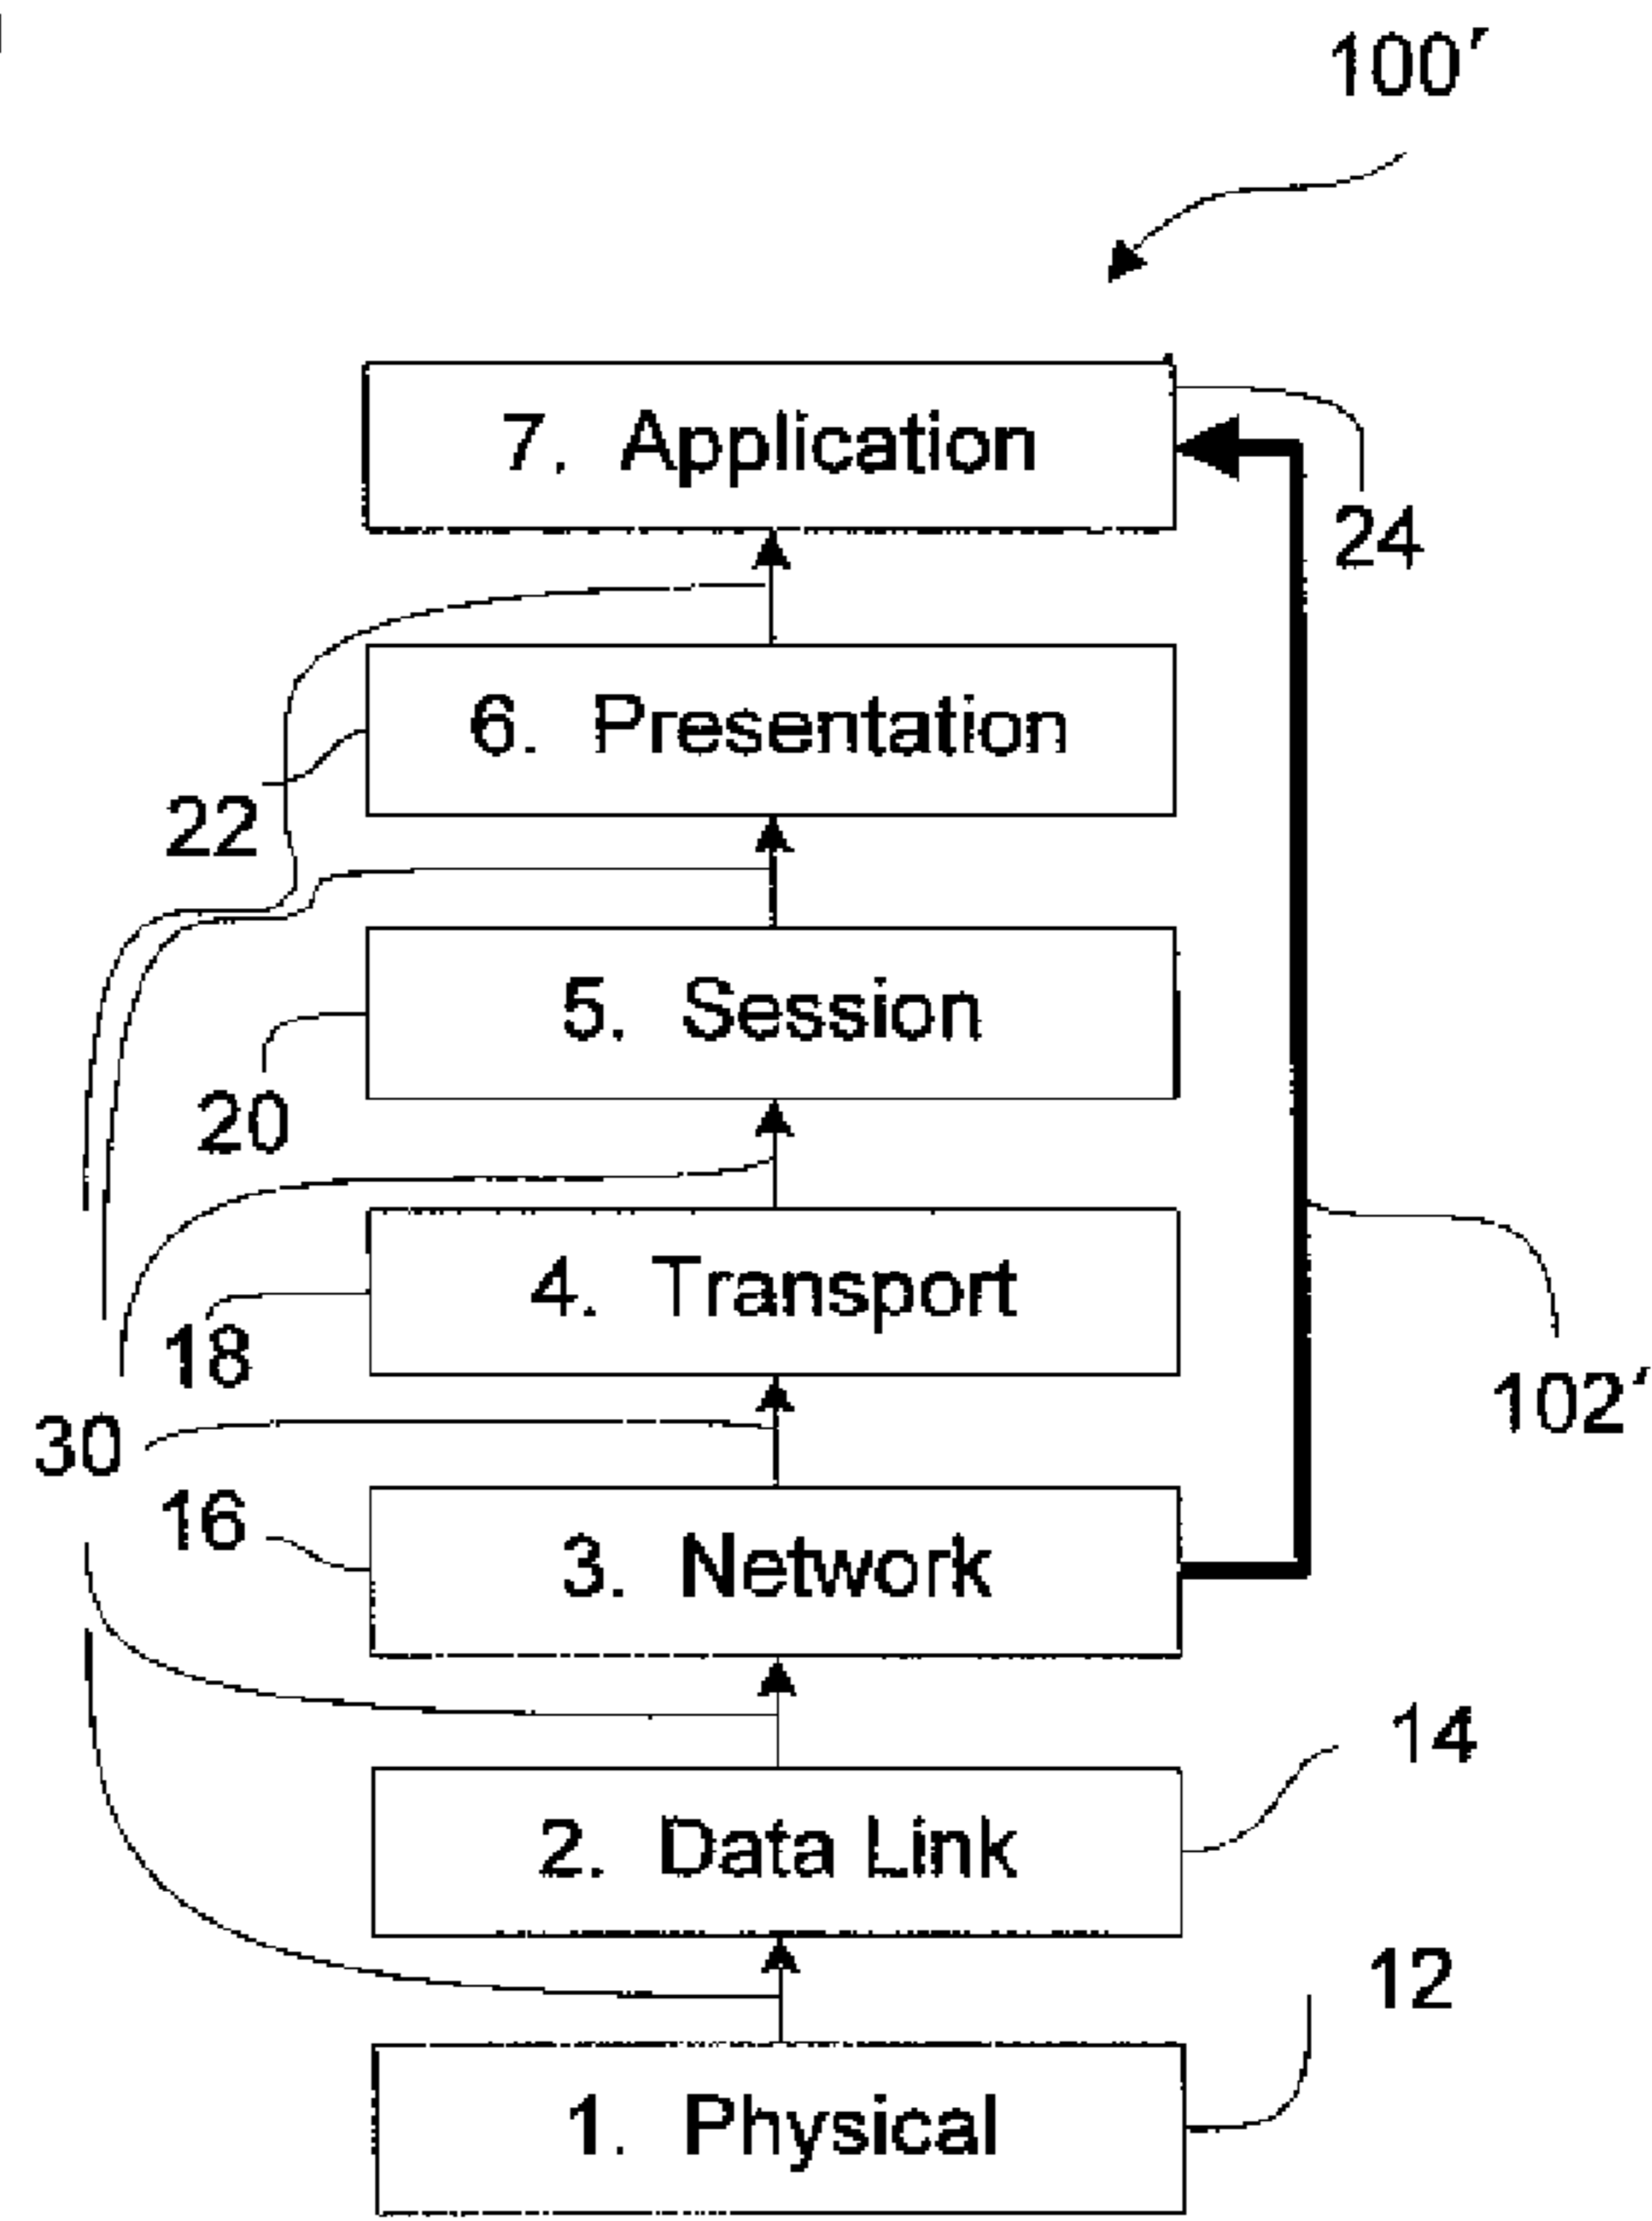 100′
7. Application
24
6. Presentation
22
5. Session
20
4. Transport
18
102′
30
16
3. Network
14
2. Data Link
12
1. Physical